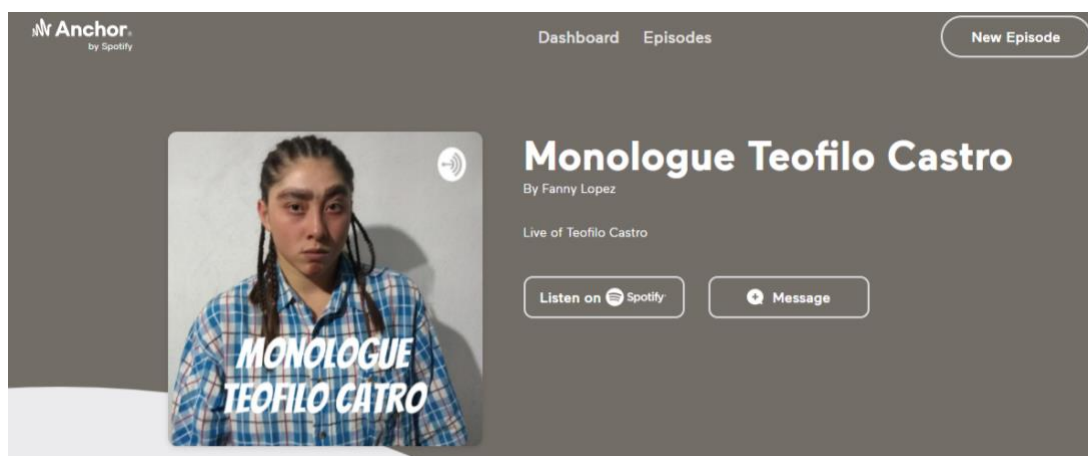 Anchor
by Spotify
Dashboard Episodes
New Episode
Monologue Teofilo Castro
By Fanny Lopez
Live of Teofilo Castro
Listen on Spotify
Message
MONOLOGUE
TEOFILO CATRO